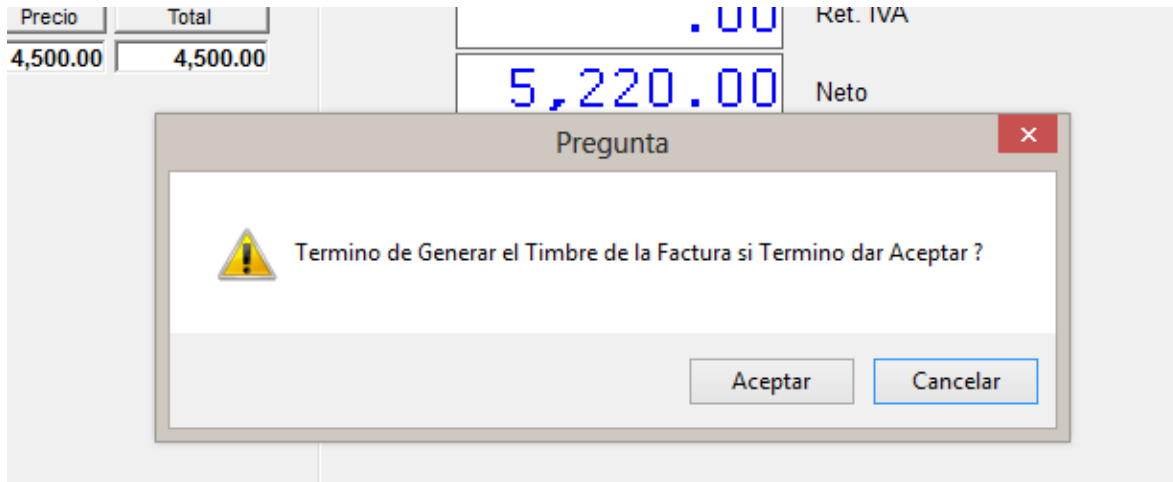 Precio Total
.00 Ret. IVA
4,500.00 4,500.00
5,220.00 Neto
Pregunta
Termino de Generar el Timbre de la Factura si Termino dar Aceptar ?
Aceptar Cancelar